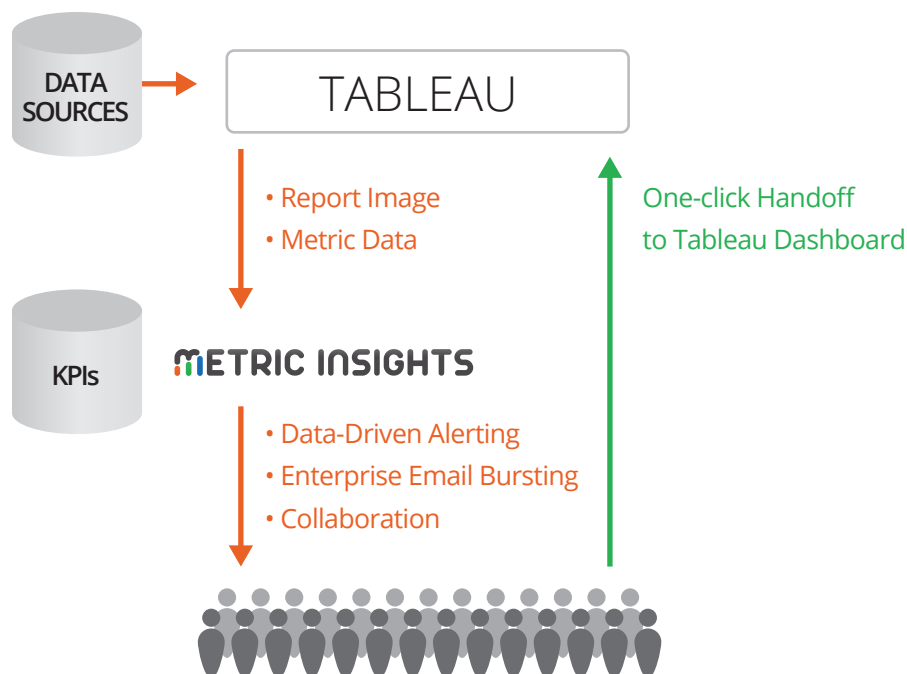 DATA
SOURCES
TABLEAU
• Report Image
• Metric Data
One-click Handoff
to Tableau Dashboard
KPIs
METRIC INSIGHTS
• Data-Driven Alerting
• Enterprise Email Bursting
• Collaboration